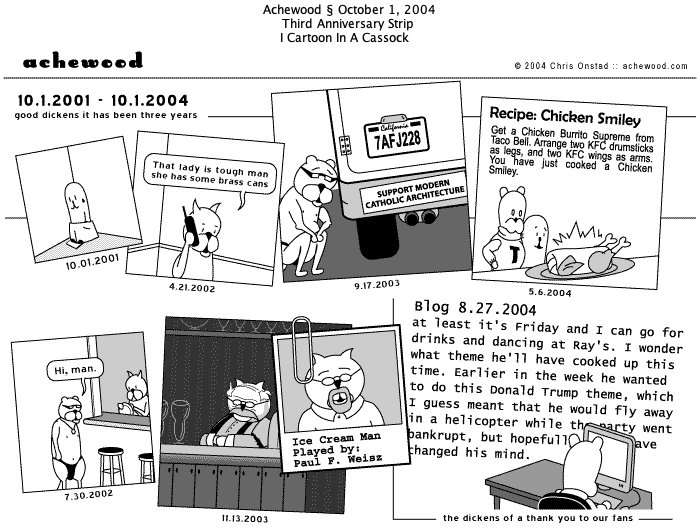 Achewood § October 1, 2004
Third Anniversary Strip
I Cartoon In A Cassock
achewood
© 2004 Chris Onstad :: achewood.com
10.1.2001 - 10.1.2004
good dickens it has been three years
10.01.2001
That lady is tough man
she has some brass cans
4.21.2002
California
7AFJ228
SUPPORT MODERN
CATHOLIC ARCHITECTURE
9.17.2003
Recipe: Chicken Smiley
Get a Chicken Burrito Supreme from
Taco Bell. Arrange two KFC drumsticks
as legs, and two KFC wings as arms.
You have just cooked a Chicken
Smiley.
T
5.6.2004
Hi, man.
7.30.2002
11.13.2003
Ice Cream Man
Played by:
Paul F. Weisz
Blog 8.27.2004
at least it's Friday and I can go for
drinks and dancing at Ray's. I wonder
what theme he'll have cooked up this
time. Earlier in the week he wanted
to do this Donald Trump theme, which
I guess meant that he would fly away
in a helicopter while the party went
bankrupt, but hopefull ave
changed his mind.
the dickens of a thank you to our fans